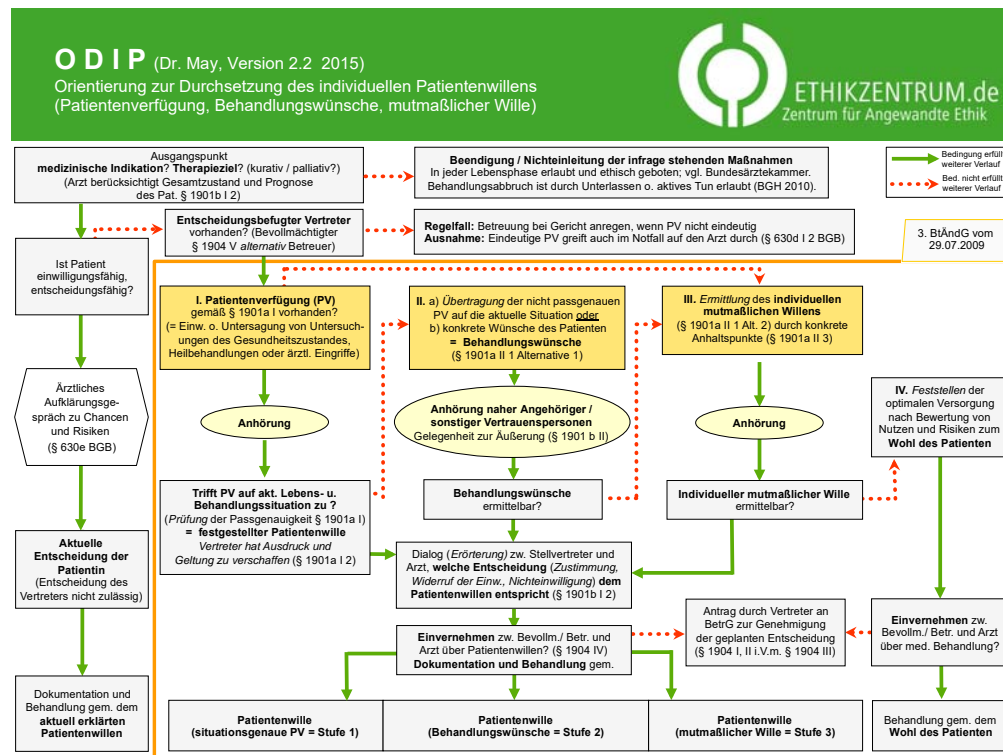 O D I P (Dr. May, Version 2.2 2015)
Orientierung zur Durchsetzung des individuellen Patientenwillens
(Patientenverfügung, Behandlungswünsche, mutmaßlicher Wille)
ETHIKZENTRUM.de
Zentrum für Angewandte Ethik
Ausgangspunkt
medizinische Indikation? Therapieziel? (kurativ / palliativ?)
(Arzt berücksichtigt Gesamtzustand und Prognose
des Pat. § 1901b I 2)
Beendigung / Nichteinleitung der infrage stehenden Maßnahmen
In jeder Lebensphase erlaubt und ethisch geboten; vgl. Bundesärztekammer.
Behandlungsabbruch ist durch Unterlassen o. aktives Tun erlaubt (BGH 2010).
Bedingung erfüllt
weiterer Verlauf
Bed. nicht erfüllt
weiterer Verlauf
Entscheidungsbefugter Vertreter
vorhanden? (Bevollmächtigter
§ 1904 V alternativ Betreuer)
Regelfall: Betreuung bei Gericht anregen, wenn PV nicht eindeutig
Ausnahme: Eindeutige PV greift auch im Notfall auf den Arzt durch (§ 630d I 2 BGB)
3. BtÄndG vom
29.07.2009
Ist Patient
einwilligungsfähig,
entscheidungsfähig?
I. Patientenverfügung (PV)
gemäß § 1901a I vorhanden?
(= Einw. o. Untersagung von Untersuch-
ungen des Gesundheitszustandes,
Heilbehandlungen oder ärztl. Eingriffe)
II. a) Übertragung der nicht passgenauen
PV auf die aktuelle Situation oder
b) konkrete Wünsche des Patienten
= Behandlungswünsche
(§ 1901a II 1 Alternative 1)
III. Ermittlung des individuellen
mutmaßlichen Willens
(§ 1901a II 1 Alt. 2) durch konkrete
Anhaltspunkte (§ 1901a II 3)
Ärztliches
Aufklärungsge-
spräch zu Chancen
und Risiken
(§ 630e BGB)
Anhörung
Anhörung naher Angehöriger /
sonstiger Vertrauenspersonen
Gelegenheit zur Äußerung (§ 1901 b II)
Anhörung
IV. Feststellen der
optimalen Versorgung
nach Bewertung von
Nutzen und Risiken zum
Wohl des Patienten
Trifft PV auf akt. Lebens- u.
Behandlungssituation zu ?
(Prüfung der Passgenauigkeit § 1901a I)
= festgestellter Patientenwille
Vertreter hat Ausdruck und
Geltung zu verschaffen (§ 1901a I 2)
Behandlungswünsche
ermittelbar?
Individueller mutmaßlicher Wille
ermittelbar?
Aktuelle
Entscheidung der
Patientin
(Entscheidung des
Vertreters nicht zulässig)
Dialog (Erörterung) zw. Stellvertreter und
Arzt, welche Entscheidung (Zustimmung,
Widerruf der Einw., Nichteinwilligung) dem
Patientenwillen entspricht (§ 1901b I 2)
Antrag durch Vertreter an
BetrG zur Genehmigung
der geplanten Entscheidung
(§ 1904 I, II i.V.m. § 1904 III)
Einvernehmen zw.
Bevollm./ Betr. und Arzt
über med. Behandlung?
Einvernehmen zw. Bevollm./ Betr. und
Arzt über Patientenwillen? (§ 1904 IV)
Dokumentation und Behandlung gem.
Dokumentation und
Behandlung gem. dem
aktuell erklärten
Patientenwillen
Patientenwille
(situationsgenaue PV = Stufe 1)
Patientenwille
(Behandlungswünsche = Stufe 2)
Patientenwille
(mutmaßlicher Wille = Stufe 3)
Behandlung gem. dem
Wohl des Patienten